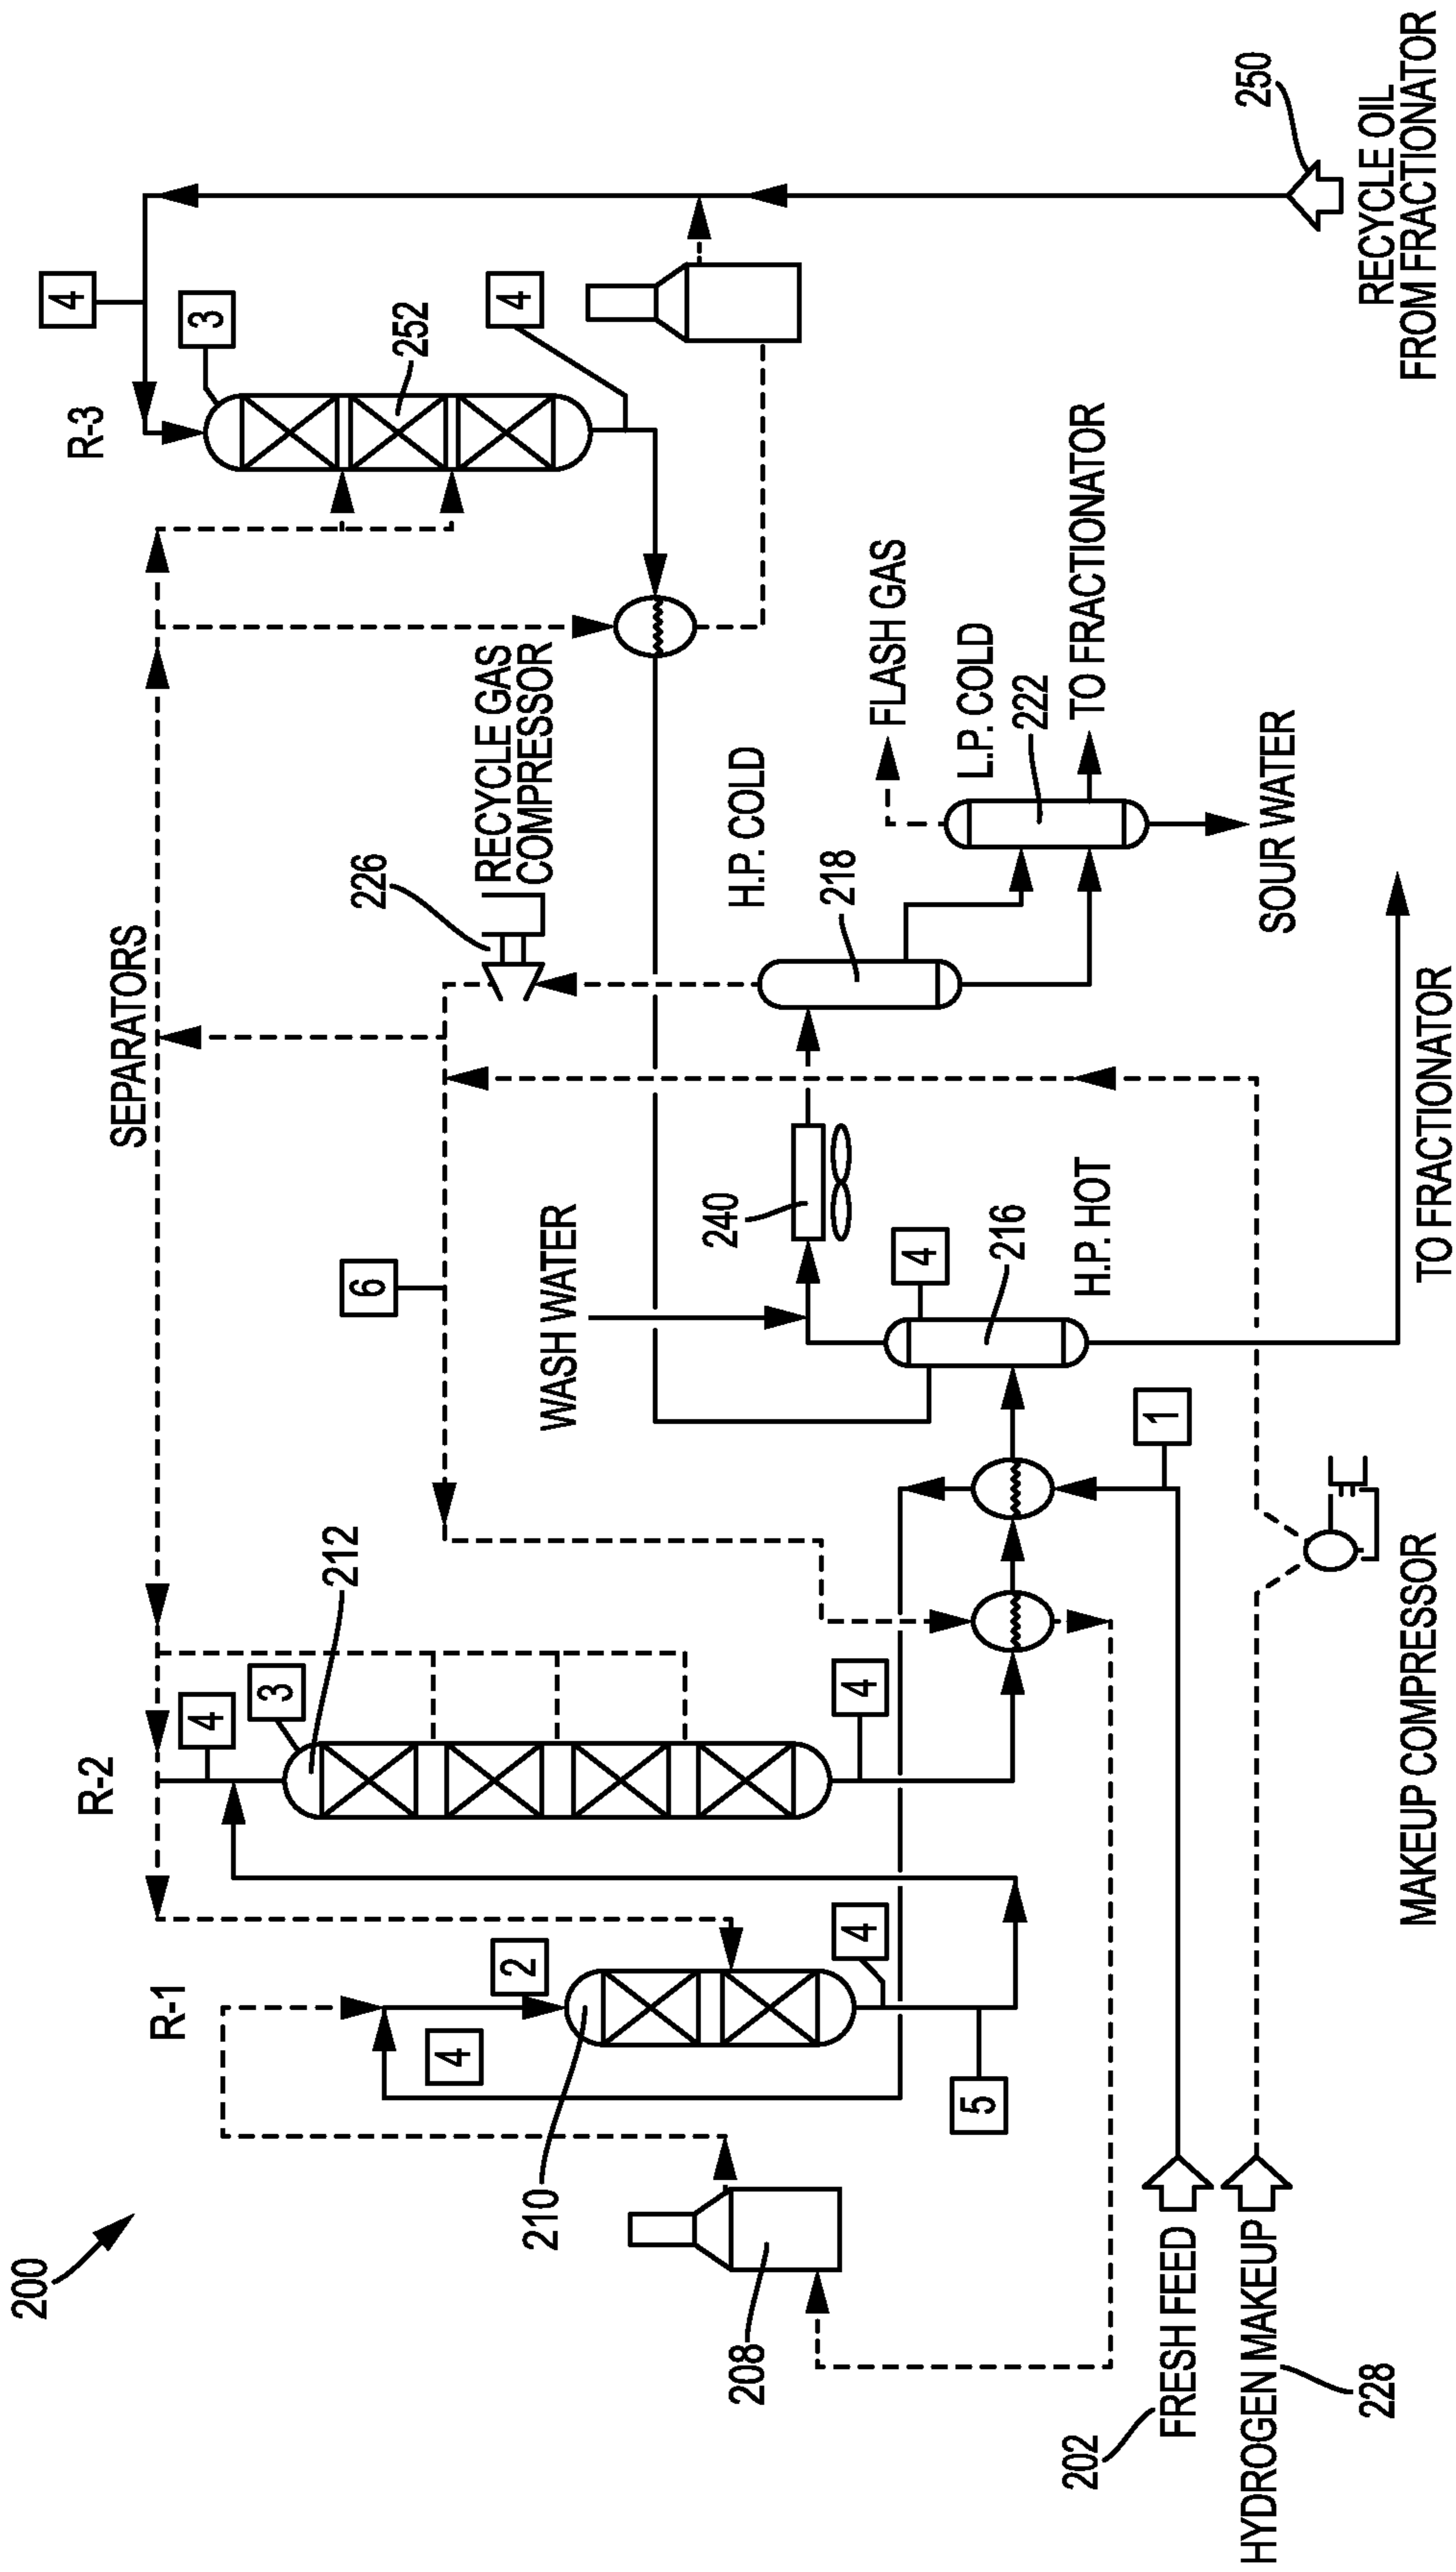 200
R-1
R-2
SEPARATORS
R-3
4
3
4
3
252
4
2
4
210
212
6
226
RECYCLE GAS
COMPRESSOR
4
208
4
5
4
WASH WATER
240
H.P. COLD
218
FLASH GAS
L.P. COLD
222
TO FRACTIONATOR
4
216
H.P. HOT
SOUR WATER
1
202
FRESH FEED
HYDROGEN MAKEUP
228
MAKEUP COMPRESSOR
TO FRACTIONATOR
250
RECYCLE OIL
FROM FRACTIONATOR